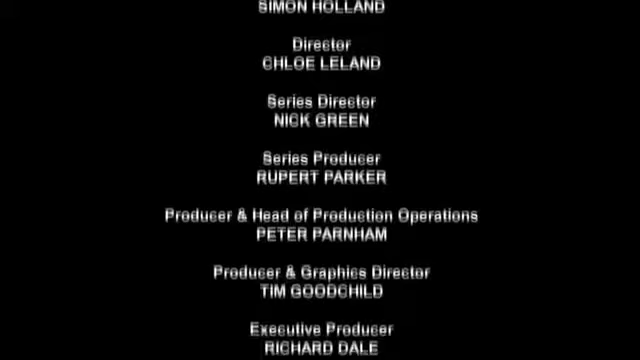 SIMON HOLLAND
Director
CHLOE LELAND
Series Director
NICK GREEN
Series Producer
RUPERT PARKER
Producer & Head of Production Operations
PETER PARNHAM
Producer & Graphics Director
TIM GOODCHILD
Executive Producer
RICHARD DALE